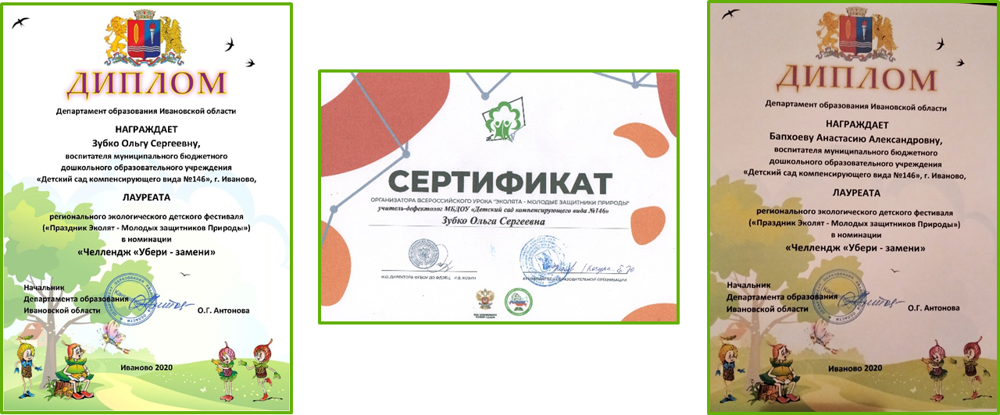 ДИПЛОМ
Департамент образования Ивановской области
НАГРАЖДАЕТ
Зубко Ольгу Сергеевну,
воспитателя муниципального бюджетного
дошкольного образовательного учреждения
«Детский сад компенсирующего вида №146», г. Иваново,
ЛАУРЕАТА
регионального экологического детского фестиваля
(«Праздник Эколят - Молодых защитников Природы»)
в номинации
«Челлендж «Убери - замени»
Начальник
Департамента образования
Ивановской области
О.Г. Антонова
Иваново 2020
СЕРТИФИКАТ
ОРГАНИЗАТОРА ВСЕРОССИЙСКОГО УРОКА "ЭКОЛЯТА - МОЛОДЫЕ ЗАЩИТНИКИ ПРИРОДЫ"
учитель-дефектолог МБДОУ «Детский сад компенсирующего вида №146»
Зубко Ольга Сергеевна
И.О. ДИРЕКТОРА ФГБОУ ДО ФДЭБЦ И.В. КОЗИН
ОБРАЗОВАТЕЛЬНОЙ ОРГАНИЗАЦИИ
ДИПЛОМ
Департамент образования Ивановской области
НАГРАЖДАЕТ
Бапхоеву Анастасию Александровну,
воспитателя муниципального бюджетного
дошкольного образовательного учреждения
«Детский сад компенсирующего вида №146», г. Иваново,
ЛАУРЕАТА
регионального экологического детского фестиваля
(«Праздник Эколят - Молодых защитников Природы»)
в номинации
«Челлендж «Убери - замени»
Начальник
Департамента образования
Ивановской области
О.Г. Антонова
Иваново 2020